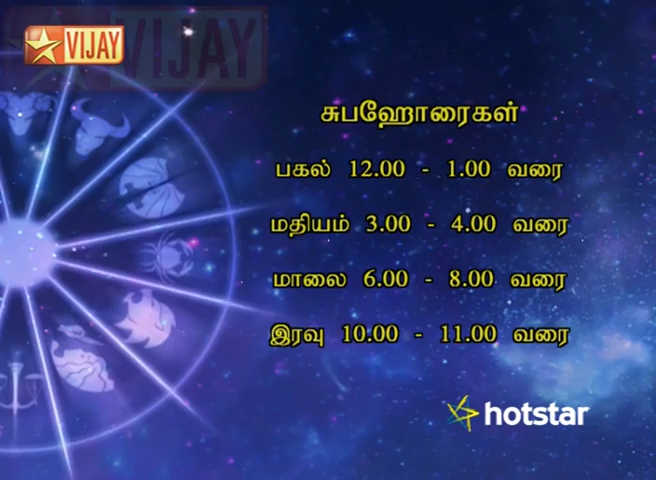 VIJAY
VIJAY
சுபஹோரைகள்
பகல் 12.00 - 1.00 வரை
மதியம் 3.00 - 4.00 வரை
மாலை 6.00 - 8.00 வரை
இரவு 10.00 - 11.00 வரை
hotstar